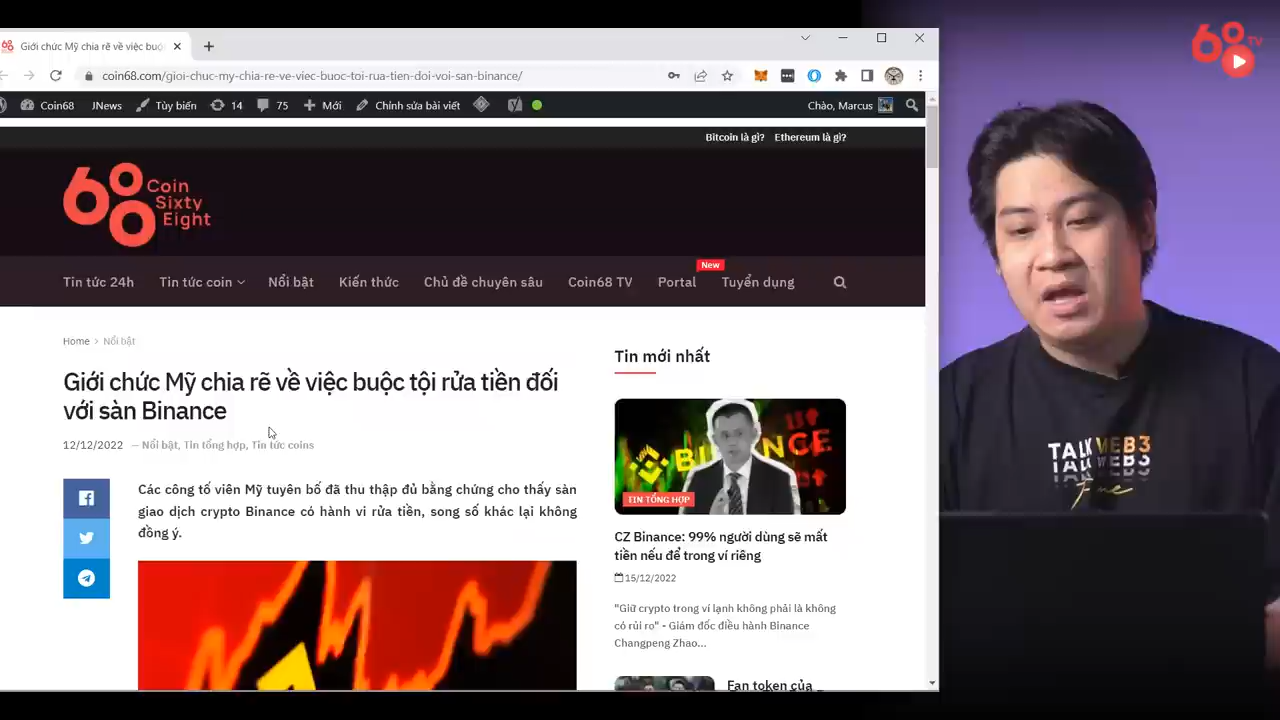 Giới chức Mỹ chia rẽ về việc buộ
coin68.com/gioi-chuc-my-chia-re-ve-viec-buoc-toi-rua-tien-doi-voi-san-binance/
Coin68 JNews Tùy biến 14 75 Mới Chỉnh sửa bài viết Chào, Marcus
Bitcoin là gì? Ethereum là gì?
68 Coin
Sixty
Eight
New
Tin tức 24h Tin tức coin Nổi bật Kiến thức Chủ đề chuyên sâu Coin68 TV Portal Tuyển dụng
Home > Nổi bật
Giới chức Mỹ chia rẽ về việc buộc tội rửa tiền đối
với sàn Binance
12/12/2022 — Nổi bật, Tin tổng hợp, Tin tức coins
Các công tố viên Mỹ tuyên bố đã thu thập đủ bằng chứng cho thấy sàn
giao dịch crypto Binance có hành vi rửa tiền, song số khác lại không
đồng ý.
Tin mới nhất
BINANCE
TIN TỔNG HỢP
CZ Binance: 99% người dùng sẽ mất
tiền nếu để trong ví riêng
15/12/2022
"Giữ crypto trong ví lạnh không phải là không
có rủi ro" - Giám đốc điều hành Binance
Changpeng Zhao...
Fan token của
68 TV
TALK WEB3
TALK WEB3